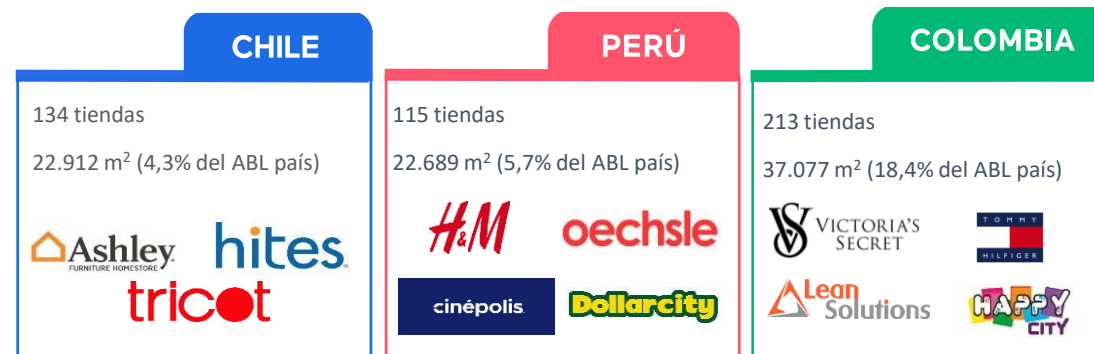 CHILE
134 tiendas
22.912 m² (4,3% del ABL país)
Ashley
FURNITURE HOMESTORE
hites
tricot
PERÚ
115 tiendas
22.689 m² (5,7% del ABL país)
H&M
oechsle
cinépolis
Dollarcity
COLOMBIA
213 tiendas
37.077 m² (18,4% del ABL país)
VS
VICTORIA'S
SECRET
TOMMY
HILFIGER
Lean
Solutions
HAPPY
CITY